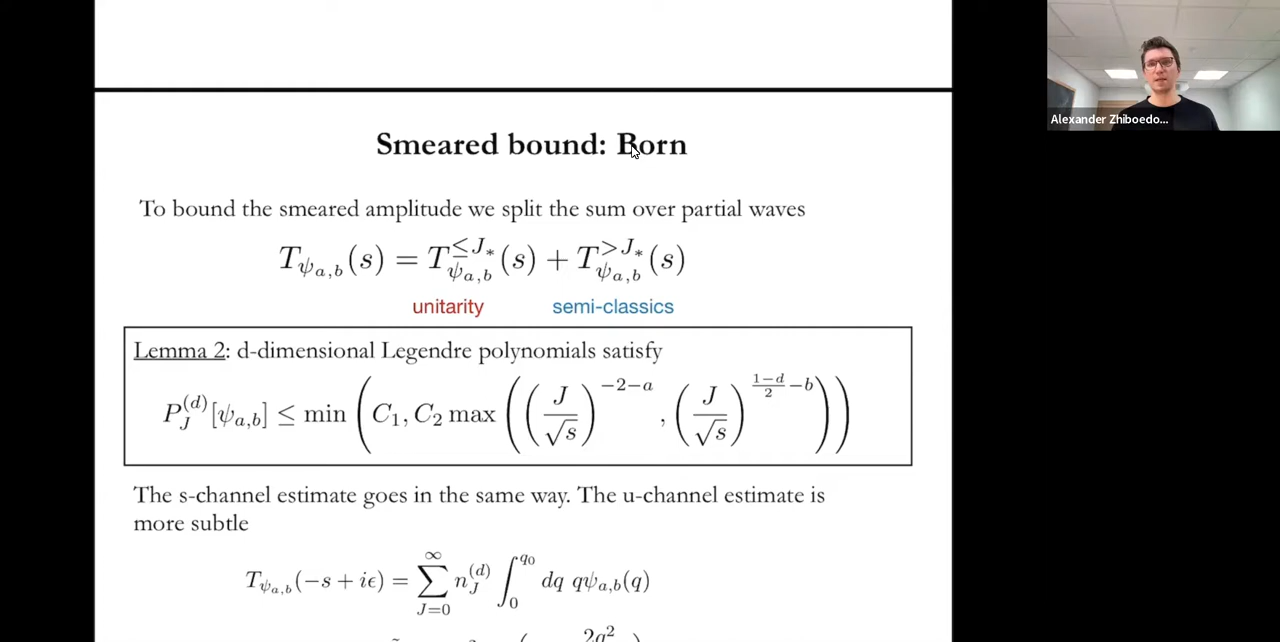 Smeared bound: Born
Alexander Zhiboedo...
To bound the smeared amplitude we split the sum over partial waves
T_{ψ_{a,b}}(s) = T^{≤J_*}_{ψ_{a,b}}(s) + T^{>J_*}_{ψ_{a,b}}(s)
unitarity semi-classics
Lemma 2: d-dimensional Legendre polynomials satisfy
P_J^{(d)}[ψ_{a,b}] ≤ min(C_1, C_2 max((J/√s)^{-2-a}, (J/√s)^{(1-d)/2 - b}))
The s-channel estimate goes in the same way. The u-channel estimate is
more subtle
T_{ψ_{a,b}}(-s + iϵ) = ∑_{J=0}^{∞} n_J^{(d)} ∫_0^{q_0} dq qψ_{a,b}(q)